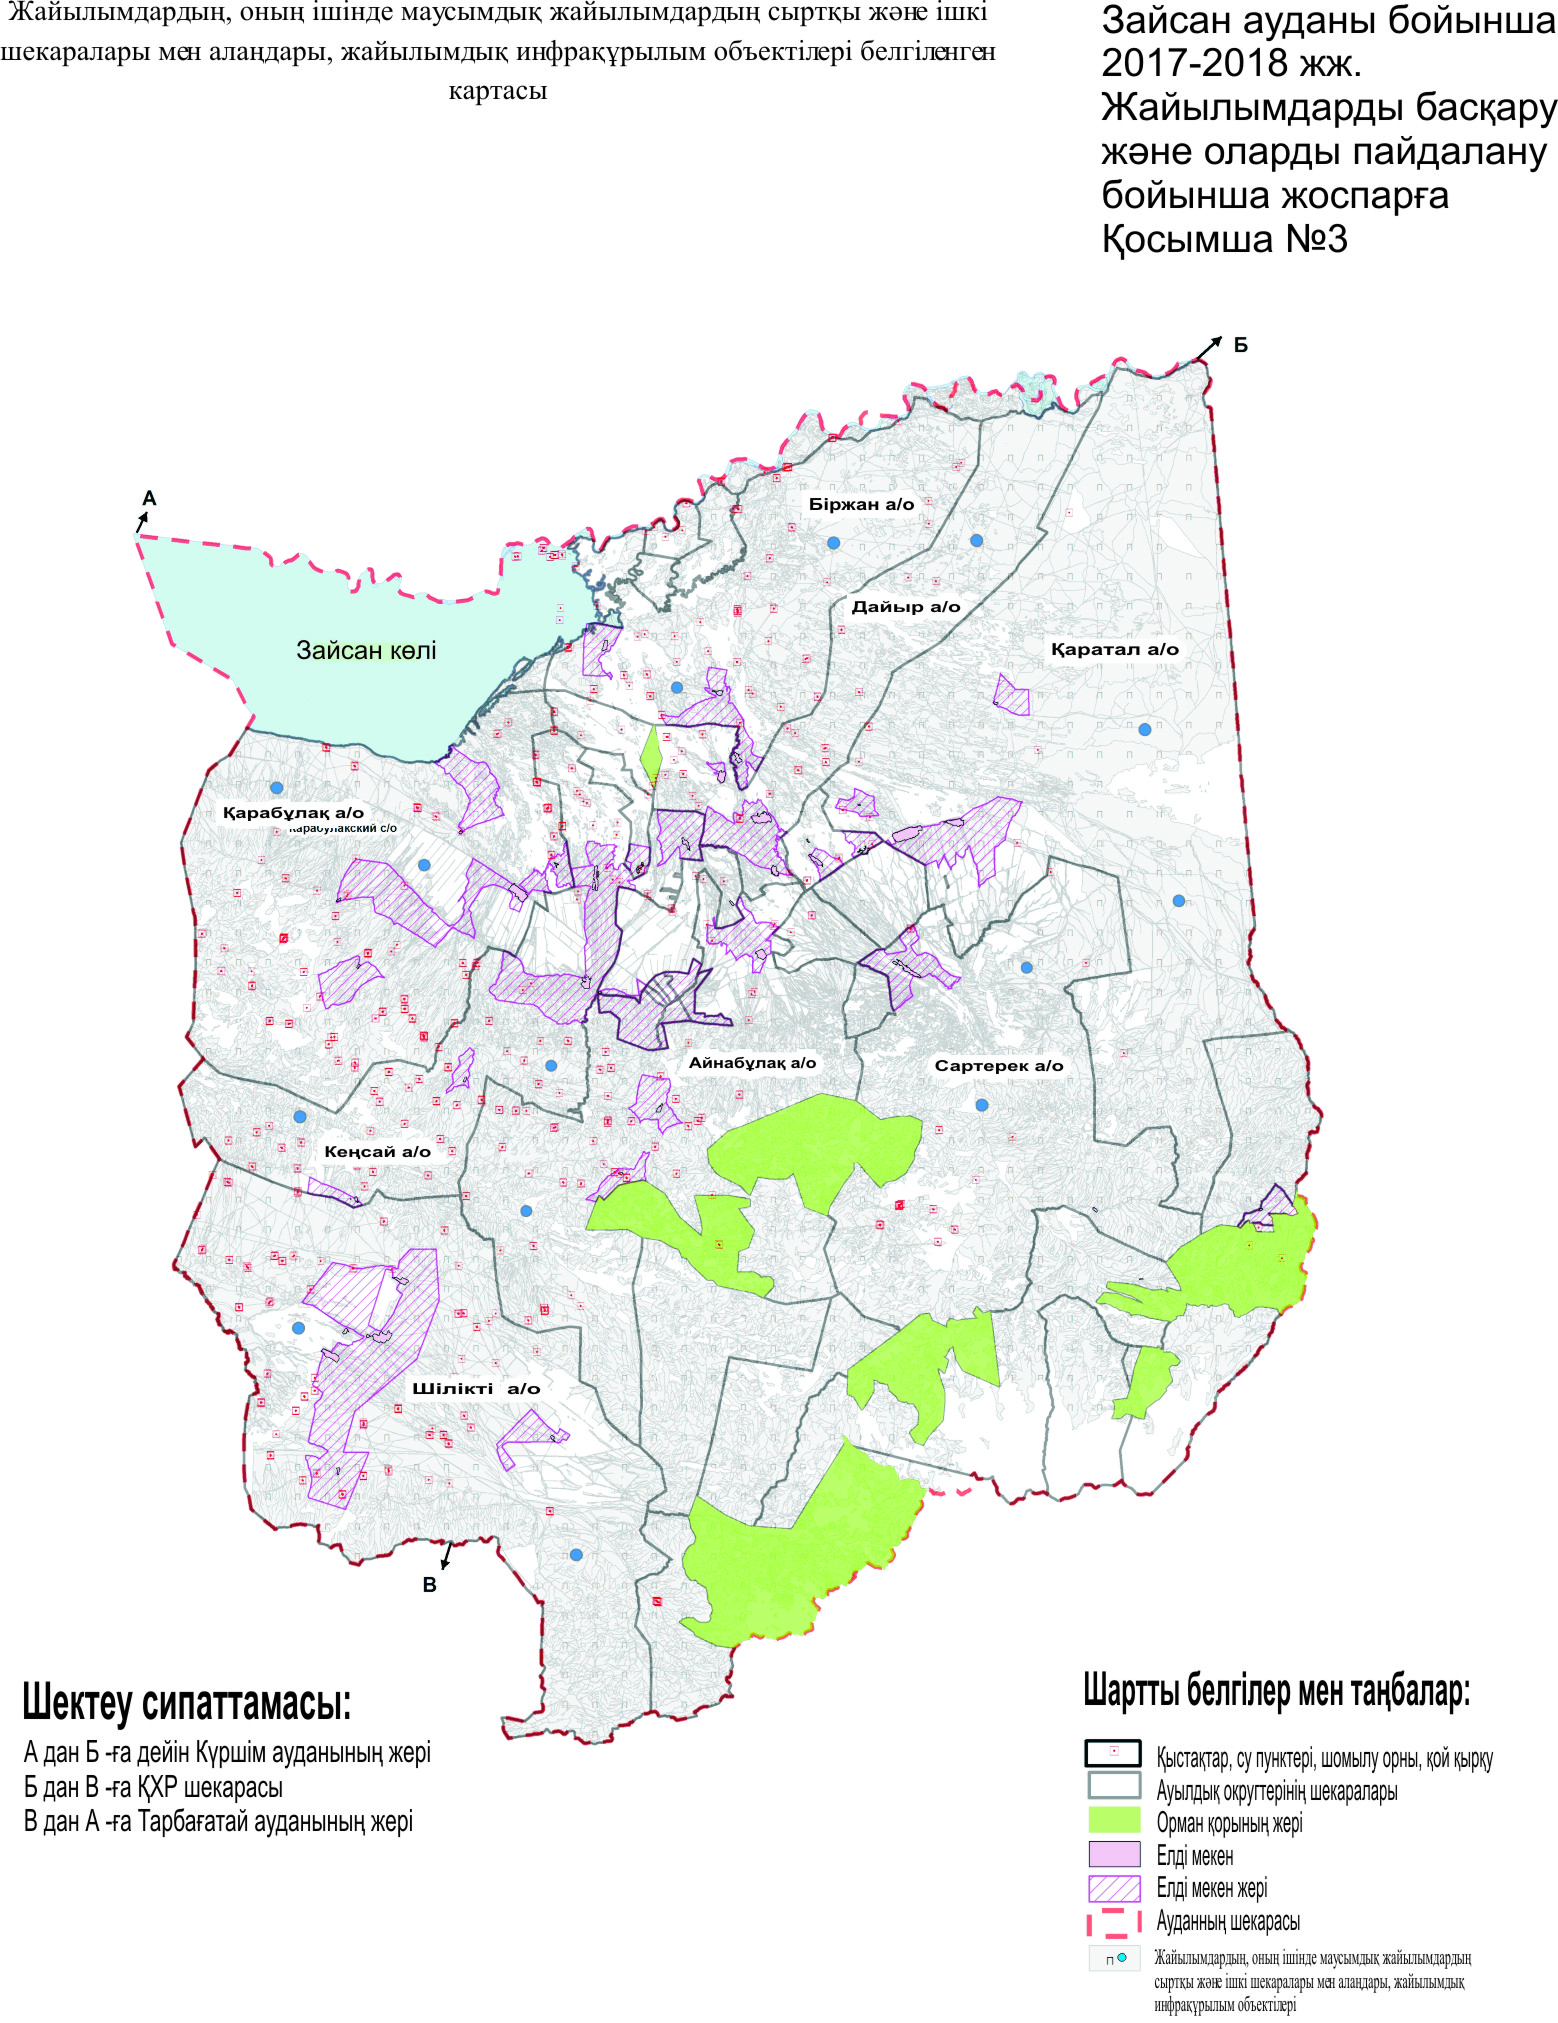 Жайылымдардың, оның ішінде маусымдық жайылымдардың сыртқы және ішкі
шекаралары мен алаңдары, жайылымдық инфрақұрылым объектілері белгіленген
картасы
Зайсан ауданы бойынша
2017-2018 жж.
Жайылымдарды басқару
және оларды пайдалану
бойынша жоспарға
Қосымша №3
Б
А
Біржан а/о
Дайыр а/о
Зайсан көлі
Қаратал а/о
Қарабұлақ а/о
Карабулакский с/о
Айнабұлақ а/о
Сартерек а/о
Кеңсай а/о
Шілікті а/о
В
Шектеу сипаттамасы:
А дан Б -ға дейін Күршім ауданының жері
Б дан В -ға ҚХР шекарасы
В дан А -ға Тарбағатай ауданының жері
Шартты белгілер мен таңбалар:
Қыстақтар, су пунктері, шомылу орны, қой қырқу
Ауылдық округтерінің шекаралары
Орман қорының жері
Елді мекен
Елді мекен жері
Ауданның шекарасы
П
Жайылымдардың, оның ішінде маусымдық жайылымдардың
сыртқы және ішкі шекаралары мен алаңдары, жайылымдық
инфрақұрылым объектілері